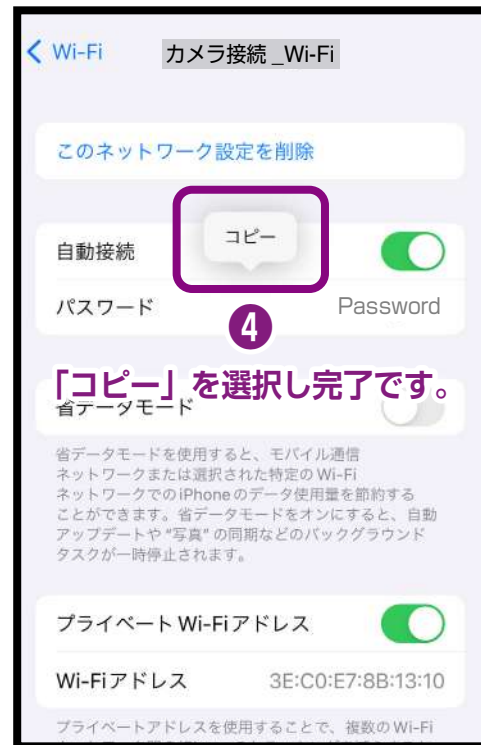 Wi-Fi
カメラ接続_Wi-Fi
このネットワーク設定を削除
コピー
自動接続
パスワード
Password
4
「コピー」を選択し完了です。
省データモード
省データモードを使用すると、モバイル通信
ネットワークまたは選択された特定の Wi-Fi
ネットワークでの iPhone のデータ使用量を節約する
ことができます。省データモードをオンにすると、自動
アップデートや “写真” の同期などのバックグラウンド
タスクが一時停止されます。
プライベート Wi-Fiアドレス
Wi-Fiアドレス
3E:C0:E7:8B:13:10
プライベートアドレスを使用することで、複数の Wi-Fi